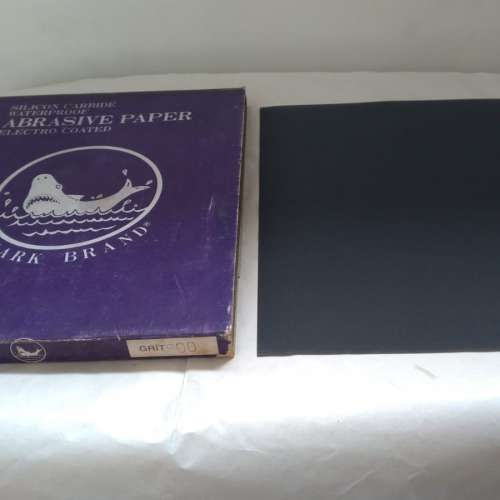 SILICON CARBIDE
WATERPROOF
ABRASIVE PAPER
ELECTRO COATED
ARK BRAND®
GRIT